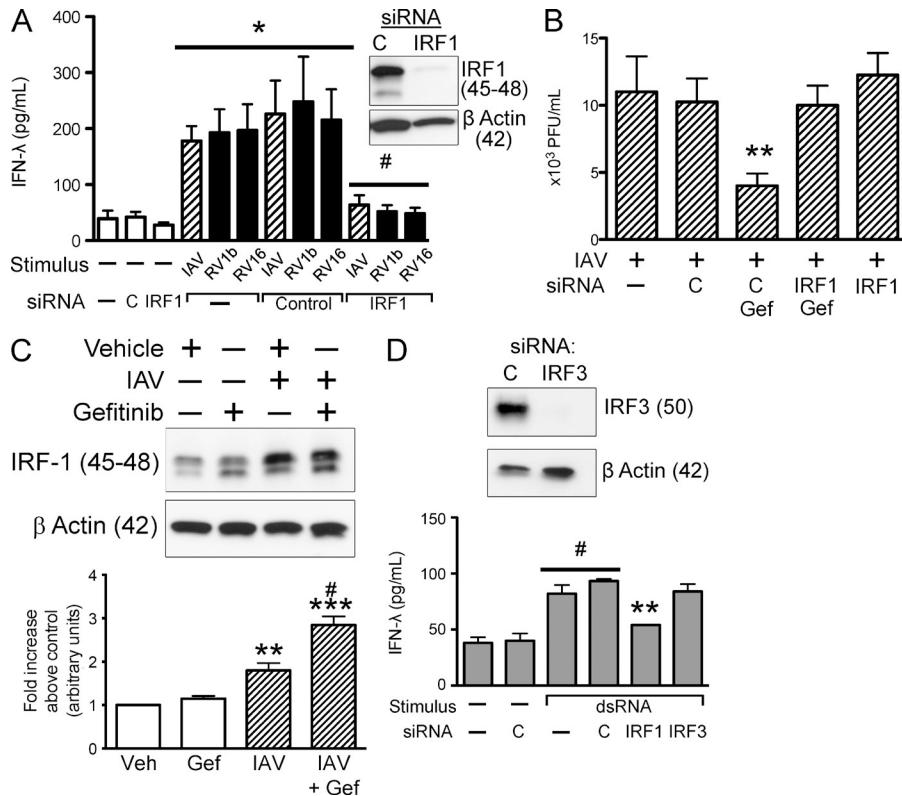 A
IFN-λ (pg/mL)
400
300
200
100
0
*
#
siRNA
C IRF1
IRF1
(45-48)
β Actin
(42)
Stimulus – – – IAV RV1b RV16 IAV RV1b RV16 IAV RV1b RV16
siRNA – C IRF1 – Control IRF1
B
x10³ PFU/mL
15
10
5
0
**
IAV + + + + +
siRNA – C C IRF1 IRF1
Gef Gef
C
Vehicle + – + –
IAV – – + +
Gefitinib – + – +
IRF-1 (45-48)
β Actin (42)
Fold increase
above control
(arbitrary units)
4
3
2
1
0
**
#
***
Veh Gef IAV IAV
+ Gef
D
siRNA:
C IRF3
IRF3 (50)
β Actin (42)
IFN-λ (pg/mL)
150
100
50
0
#
**
Stimulus – – dsRNA
siRNA – C – C IRF1 IRF3